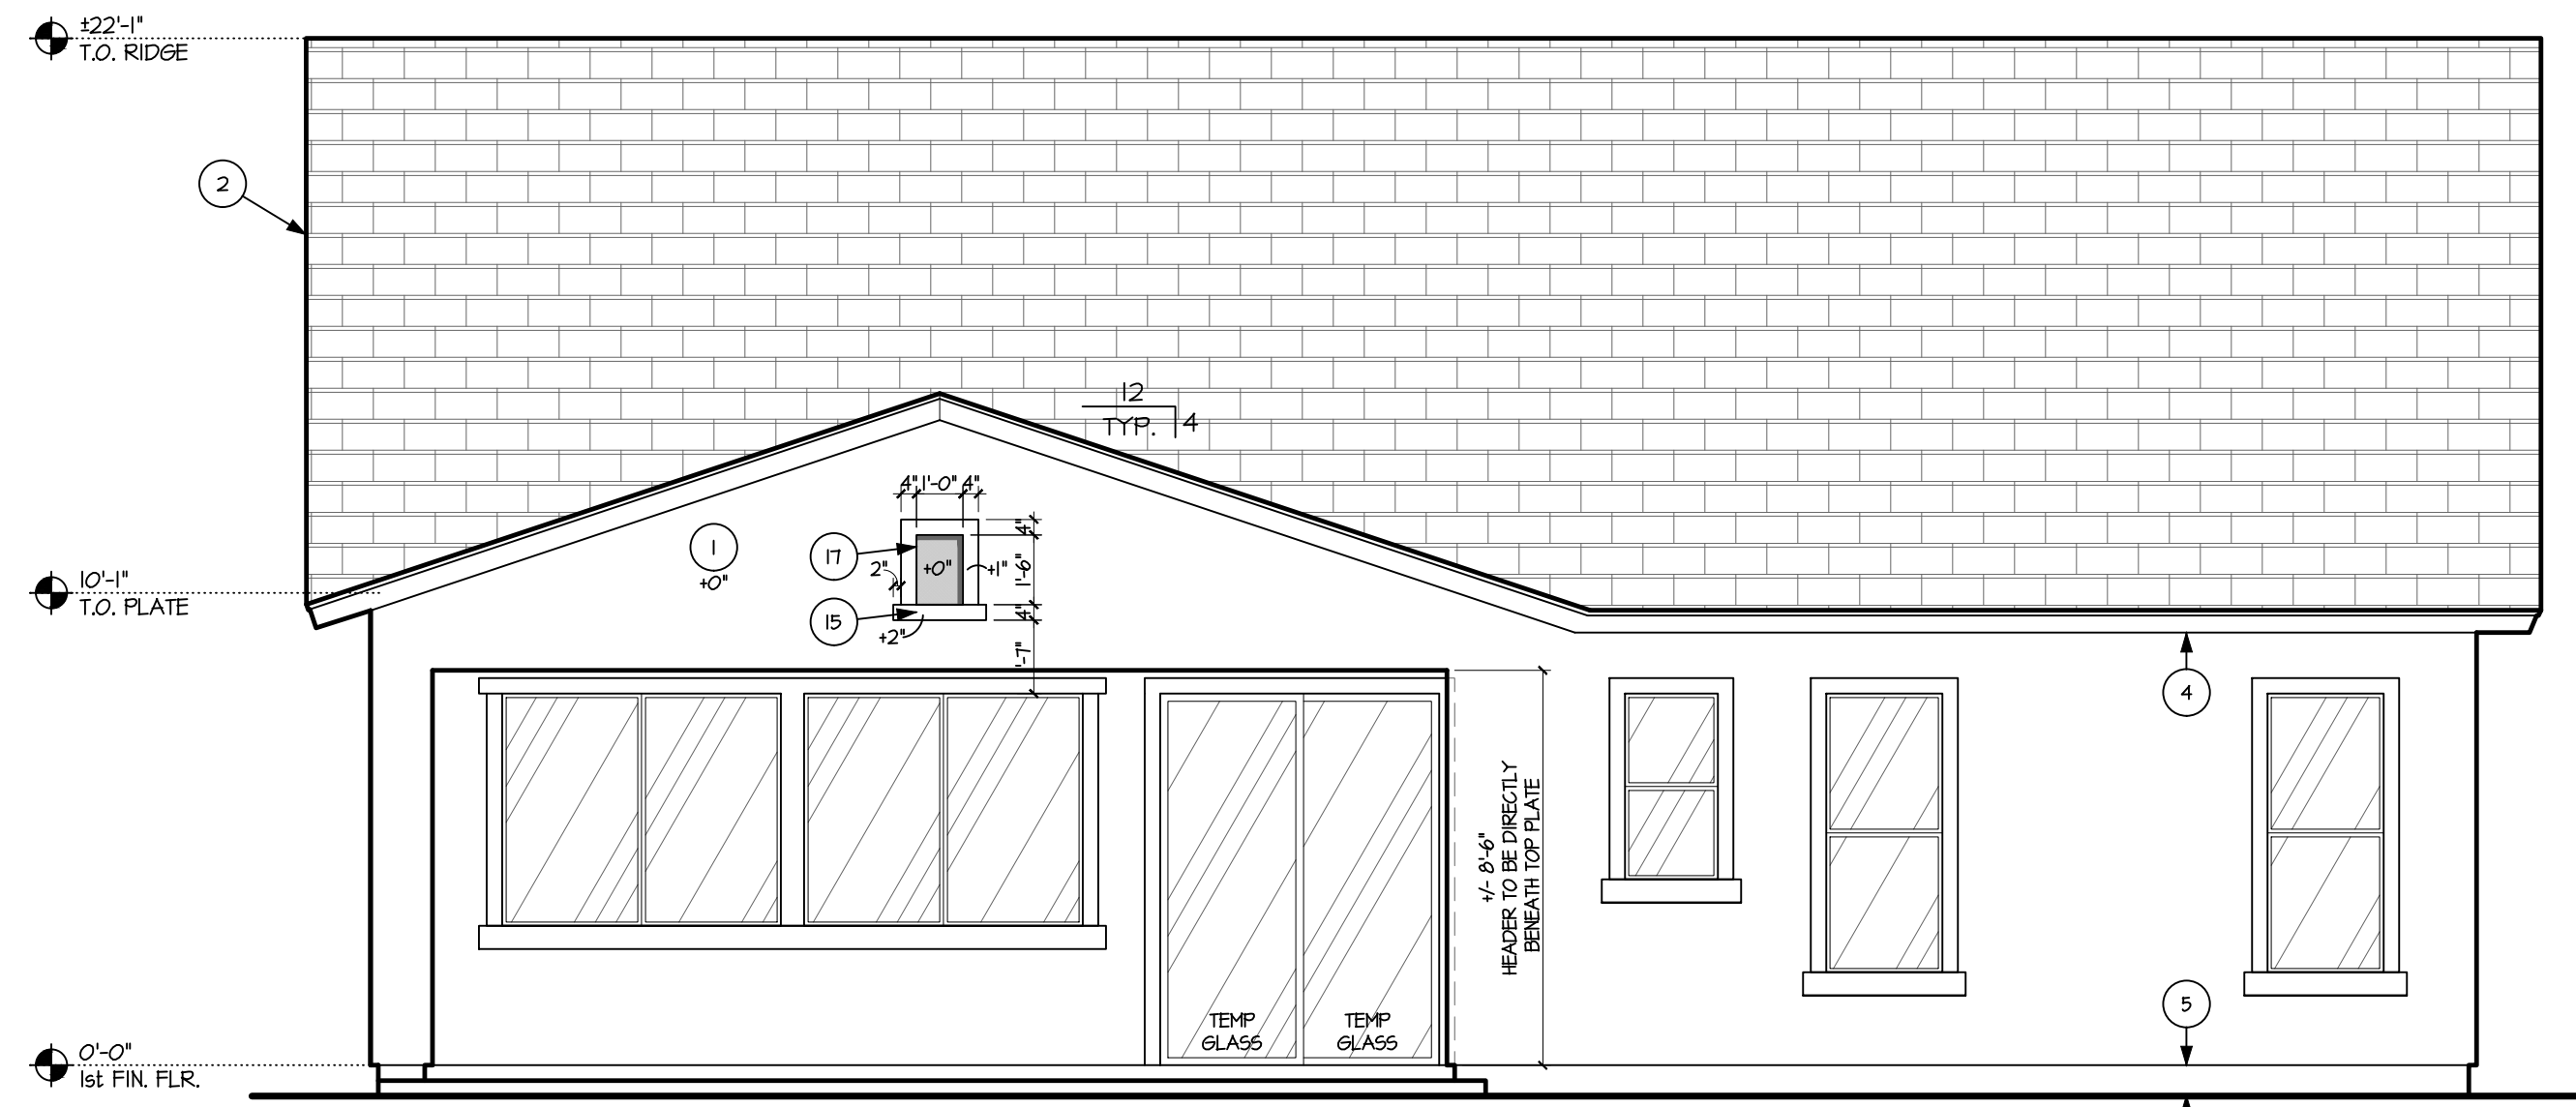 ±22'-1"
T.O. RIDGE
2
12
TYP.
4
4"
1'-0"
4"
4"
1
+0"
17
2"
+0"
+1"
1'-6"
10'-1"
T.O. PLATE
15
+2"
4"
1'-7"
4
+/- 8'-6"
HEADER TO BE DIRECTLY
BENEATH TOP PLATE
TEMP
GLASS
TEMP
GLASS
5
0'-0"
1st FIN. FLR.